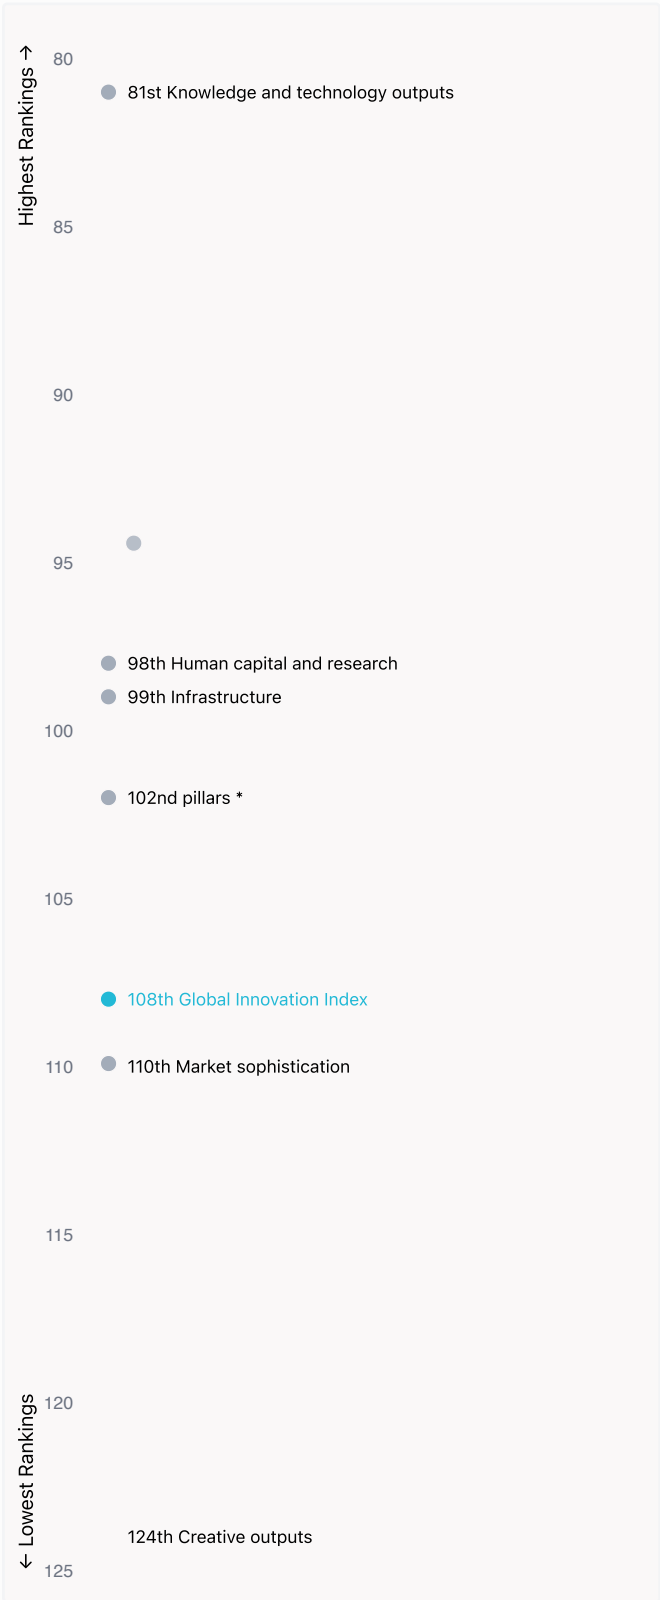 Highest Rankings →
80
81st Knowledge and technology outputs
85
90
95
98th Human capital and research
99th Infrastructure
100
102nd pillars *
105
108th Global Innovation Index
110
110th Market sophistication
115
120
← Lowest Rankings
124th Creative outputs
125